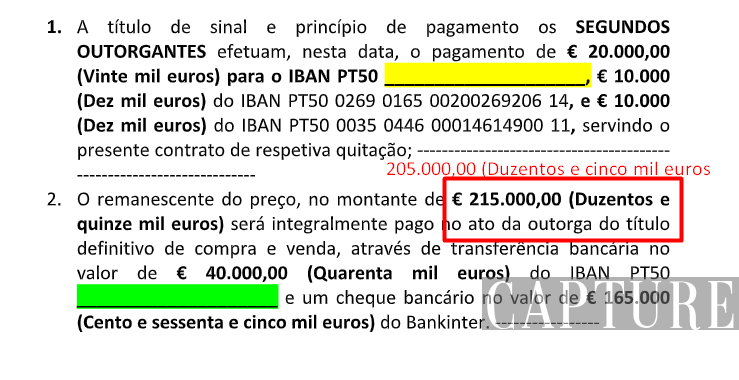 1. A título de sinal e princípio de pagamento os SEGUNDOS
OUTORGANTES efetuam, nesta data, o pagamento de € 20.000,00
(Vinte mil euros) para o IBAN PT50 ____________________, € 10.000
(Dez mil euros) do IBAN PT50 0269 0165 00200269206 14, e € 10.000
(Dez mil euros) do IBAN PT50 0035 0446 00014614900 11, servindo o
presente contrato de respetiva quitação; -----------------------------------------
-----------------------------
205.000,00 (Duzentos e cinco mil euros
2. O remanescente do preço, no montante de € 215.000,00 (Duzentos e
quinze mil euros) será integralmente pago no ato da outorga do título
definitivo de compra e venda, através de transferência bancária no
valor de € 40.000,00 (Quarenta mil euros) do IBAN PT50
____________________ e um cheque bancário no valor de € 165.000
(Cento e sessenta e cinco mil euros) do Bankinter. -----------------
CAPTURE